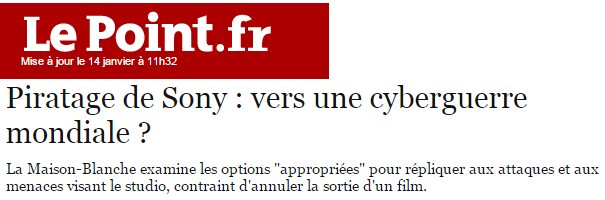 Le Point.fr
Mise à jour le 14 janvier à 11h32
Piratage de Sony : vers une cyberguerre
mondiale ?
La Maison-Blanche examine les options "appropriées" pour répliquer aux attaques et aux
menaces visant le studio, contraint d'annuler la sortie d'un film.